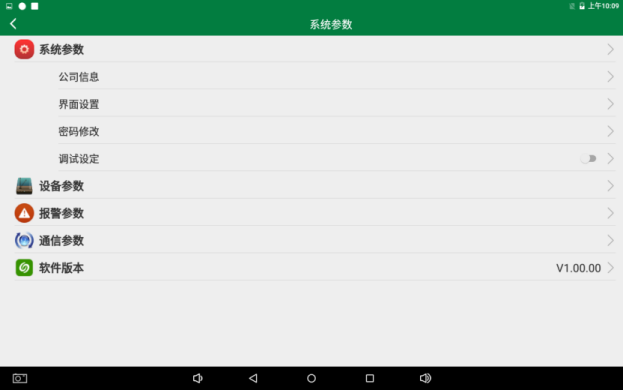 上午10:09
系统参数
系统参数
公司信息
界面设置
密码修改
调试设定
设备参数
报警参数
通信参数
软件版本 V1.00.00